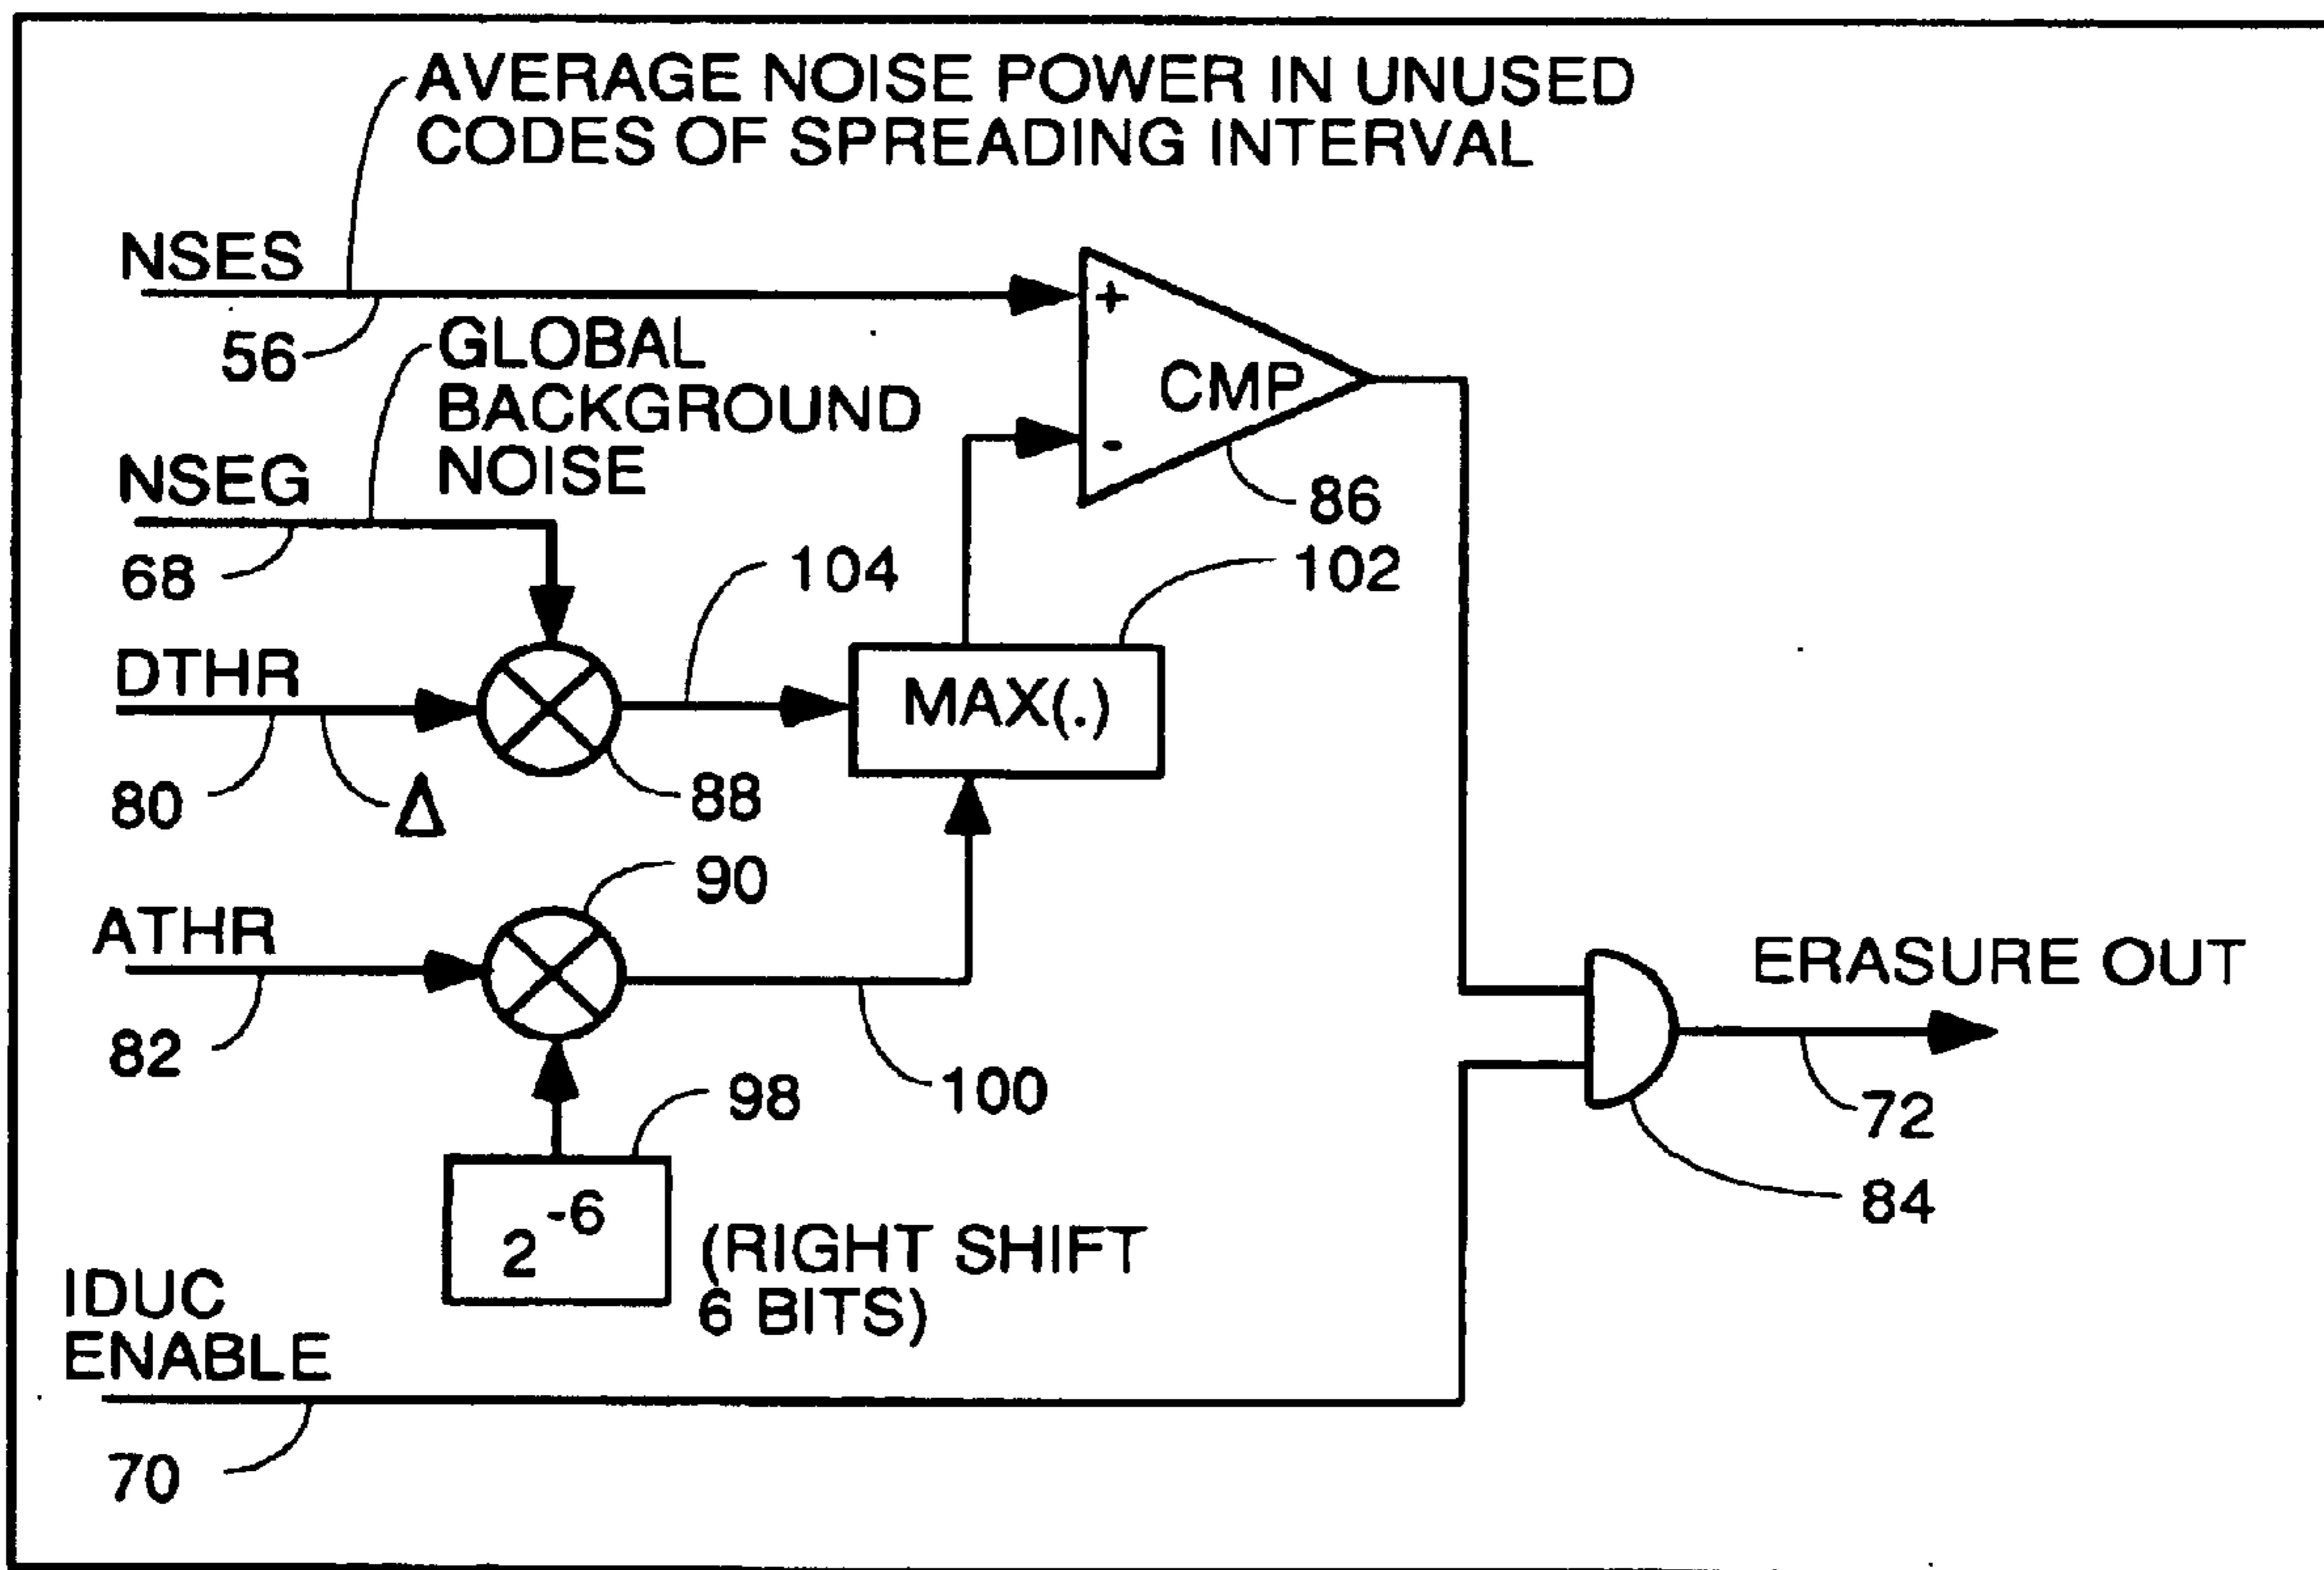 AVERAGE NOISE POWER IN UNUSED
CODES OF SPREADING INTERVAL
NSES
+
56
GLOBAL
BACKGROUND
NOISE
CMP
-
NSEG
86
68
104
102
DTHR
MAX(.)
80
Δ
88
90
ATHR
ERASURE OUT
82
98
100
72
84
2^-6
(RIGHT SHIFT
6 BITS)
IDUC
ENABLE
70